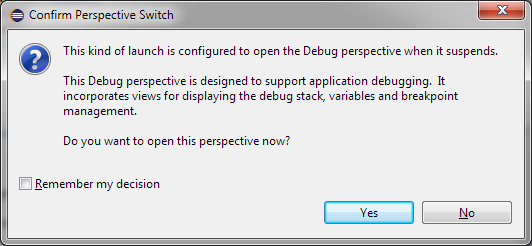 Confirm Perspective Switch
This kind of launch is configured to open the Debug perspective when it suspends.
This Debug perspective is designed to support application debugging. It
incorporates views for displaying the debug stack, variables and breakpoint
management.
Do you want to open this perspective now?
Remember my decision
Yes
No